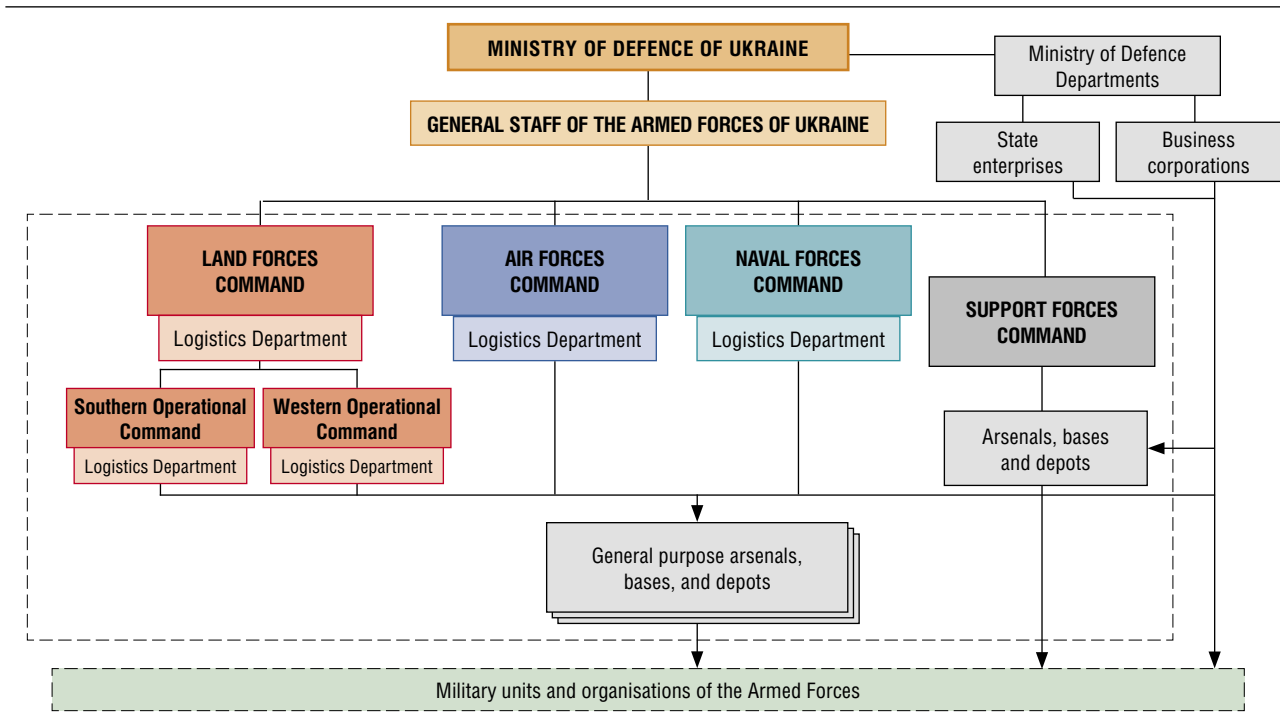 MINISTRY OF DEFENCE OF UKRAINE
Ministry of Defence
Departments
GENERAL STAFF OF THE ARMED FORCES OF UKRAINE
State
enterprises
Business
corporations
LAND FORCES
COMMAND
Logistics Department
AIR FORCES
COMMAND
Logistics Department
NAVAL FORCES
COMMAND
Logistics Department
SUPPORT FORCES
COMMAND
Southern Operational
Command
Logistics Department
Western Operational
Command
Logistics Department
Arsenals, bases
and depots
General purpose arsenals,
bases, and depots
Military units and organisations of the Armed Forces